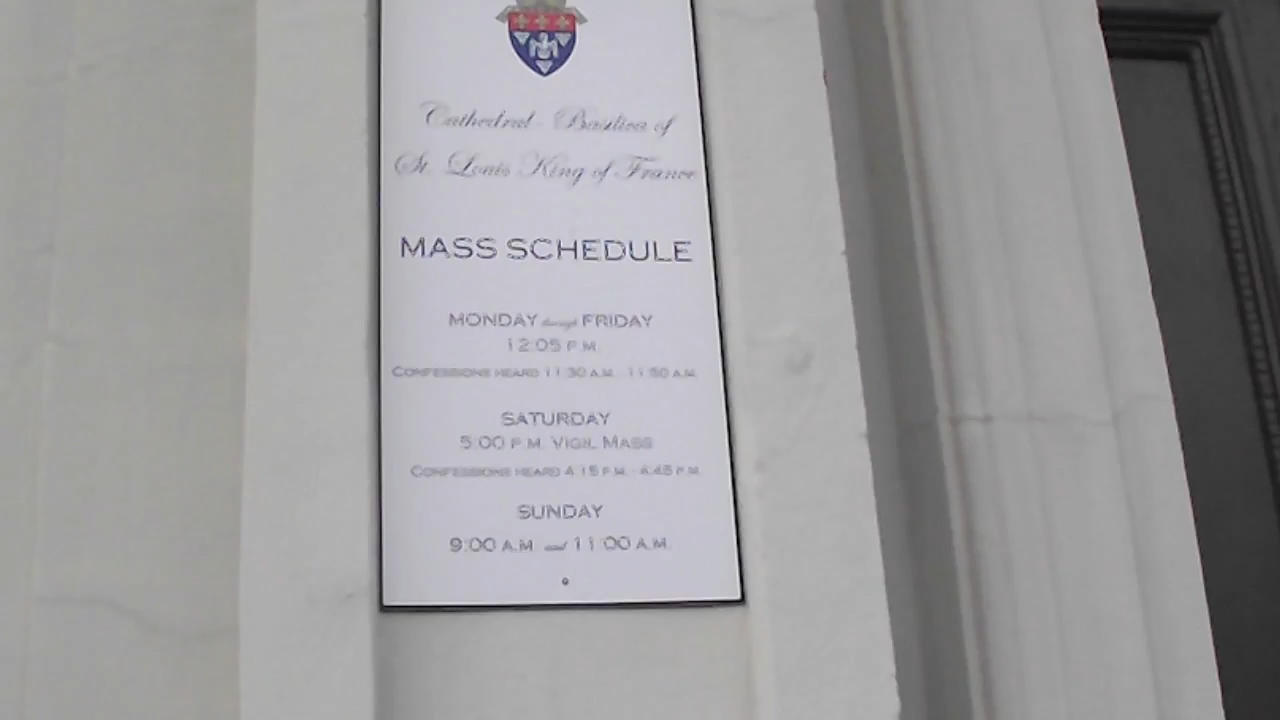 Cathedral - Basilica of
St. Louis King of France
MASS SCHEDULE
MONDAY through FRIDAY
12:05 P.M.
CONFESSIONS HEARD 11:30 A.M. - 11:50 A.M.
SATURDAY
5:00 P.M. VIGIL MASS
CONFESSIONS HEARD 4:15 P.M. - 4:45 P.M.
SUNDAY
9:00 A.M. and 11:00 A.M.